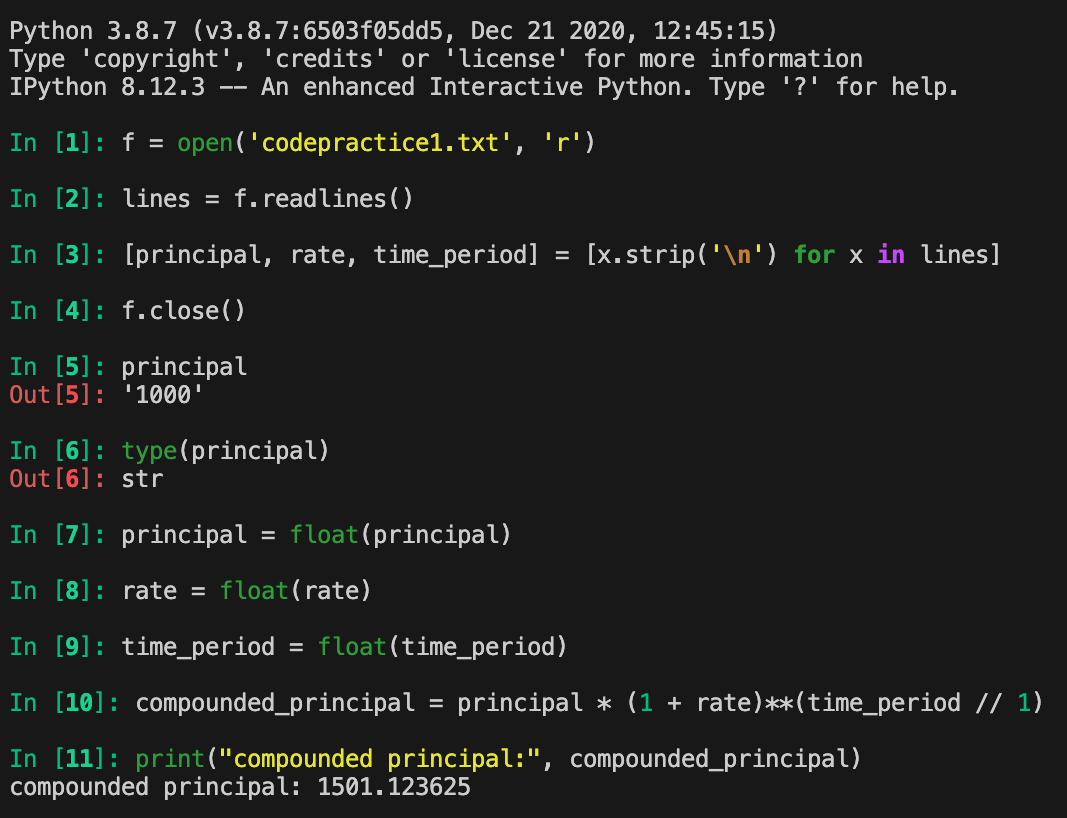 Python 3.8.7 (v3.8.7:6503f05dd5, Dec 21 2020, 12:45:15)
Type 'copyright', 'credits' or 'license' for more information
IPython 8.12.3 -- An enhanced Interactive Python. Type '?' for help.
In [1]: f = open('codepractice1.txt', 'r')
In [2]: lines = f.readlines()
In [3]: [principal, rate, time_period] = [x.strip('\n') for x in lines]
In [4]: f.close()
In [5]: principal
Out[5]: '1000'
In [6]: type(principal)
Out[6]: str
In [7]: principal = float(principal)
In [8]: rate = float(rate)
In [9]: time_period = float(time_period)
In [10]: compounded_principal = principal * (1 + rate)**(time_period // 1)
In [11]: print("compounded principal:", compounded_principal)
compounded principal: 1501.123625